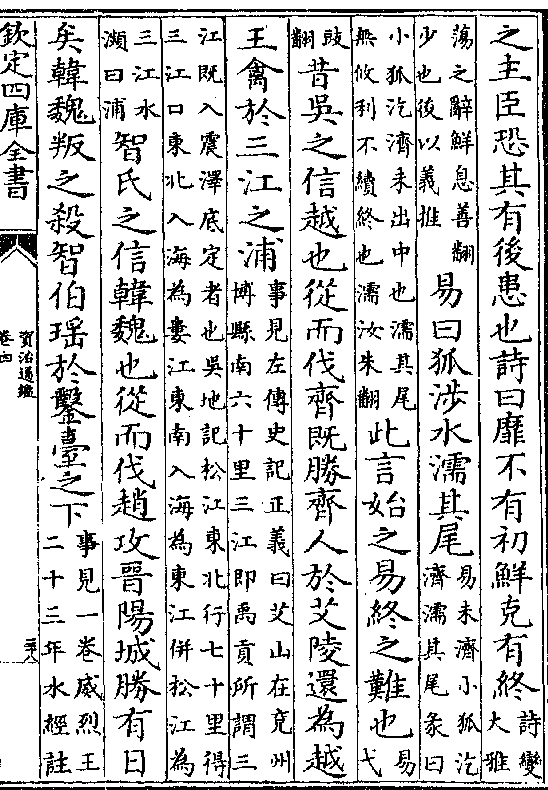 之主臣恐其有後患也詩曰靡不有初鮮克有終詩變大雅
蕩之辭鮮息善翻少也後以義推易曰狐涉水濡其尾易未濟小狐汔濟濡其尾象曰
小狐汔濟未出中也濡其尾無攸利不續終也濡汝朱翻此言始之易終之難也易弋
豉翻昔吳之信越也從而伐齊既勝齊人於艾陵還為越
王禽於三江之浦事見左傳史記正義曰艾山在兗州博縣南六十里三江即禹貢所謂三
江既入震澤底定者也吳地記松江東北行七十里得三江口東北入海為婁江東南入海為東江併松江為
三江水瀕曰浦智氏之信韓魏也從而伐趙攻晉陽城勝有日
矣韓魏叛之殺智伯瑤於鑿臺之下事見一卷威烈王二十三年水經註
欽定四庫全書
資治通鑑
卷四